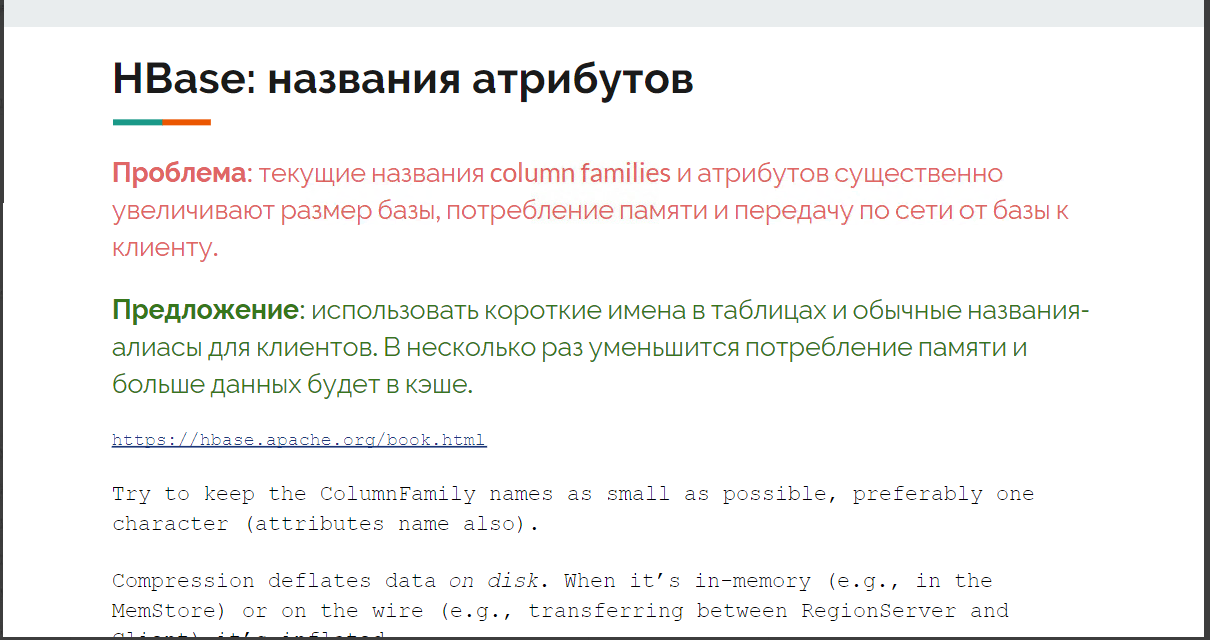 HBase: названия атрибутов
Проблема: текущие названия column families и атрибутов существенно
увеличивают размер базы, потребление памяти и передачу по сети от базы к
клиенту.
Предложение: использовать короткие имена в таблицах и обычные названия-
алиасы для клиентов. В несколько раз уменьшится потребление памяти и
больше данных будет в кэше.
https://hbase.apache.org/book.html
Try to keep the ColumnFamily names as small as possible, preferably one
character (attributes name also).
Compression deflates data on disk. When it’s in-memory (e.g., in the
MemStore) or on the wire (e.g., transferring between RegionServer and
Client) it’s inflated